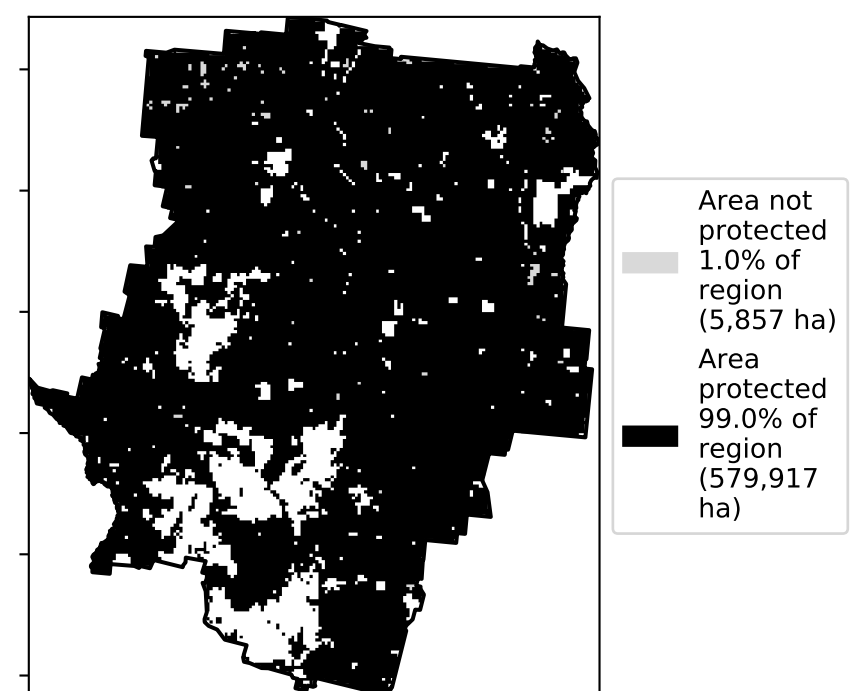 Area not
protected
1.0% of
region
(5,857 ha)
Area
protected
99.0% of
region
(579,917
ha)